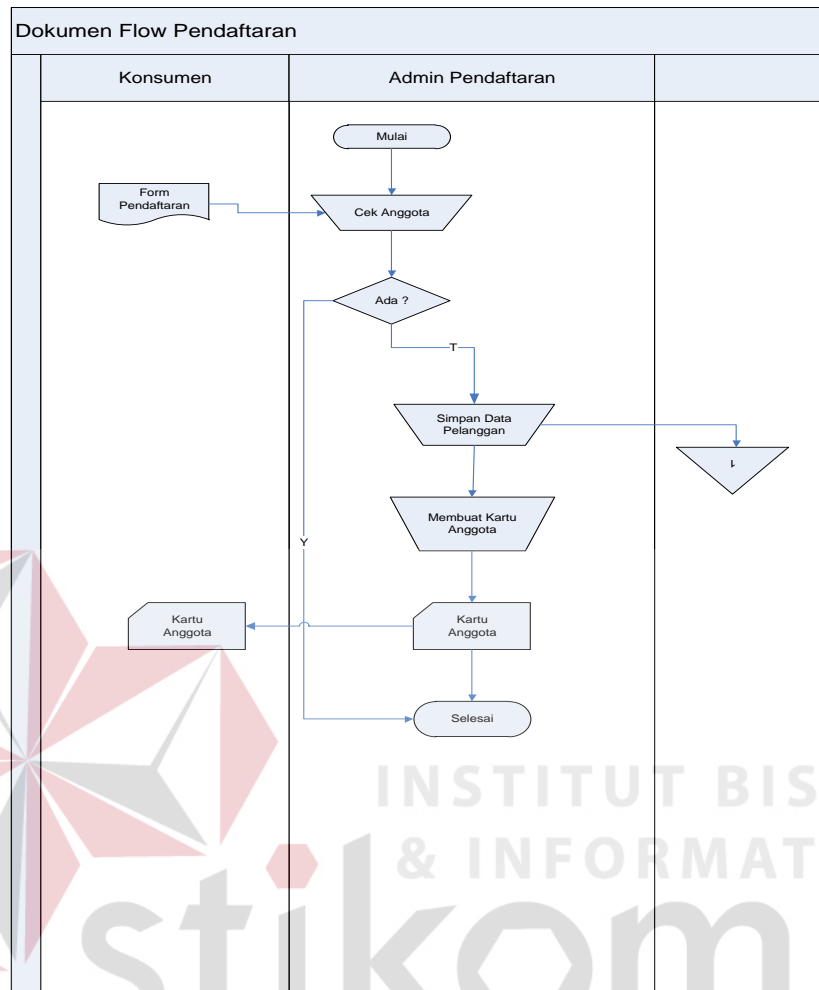 Dokumen Flow Pendaftaran
Konsumen
Admin Pendaftaran
Mulai
Form
Pendaftaran
Cek Anggota
Ada ?
T
Simpan Data
Pelanggan
1
Membuat Kartu
Anggota
Y
Kartu
Anggota
Kartu
Anggota
Selesai
INSTITUT BIS
& INFORMAT
stikom